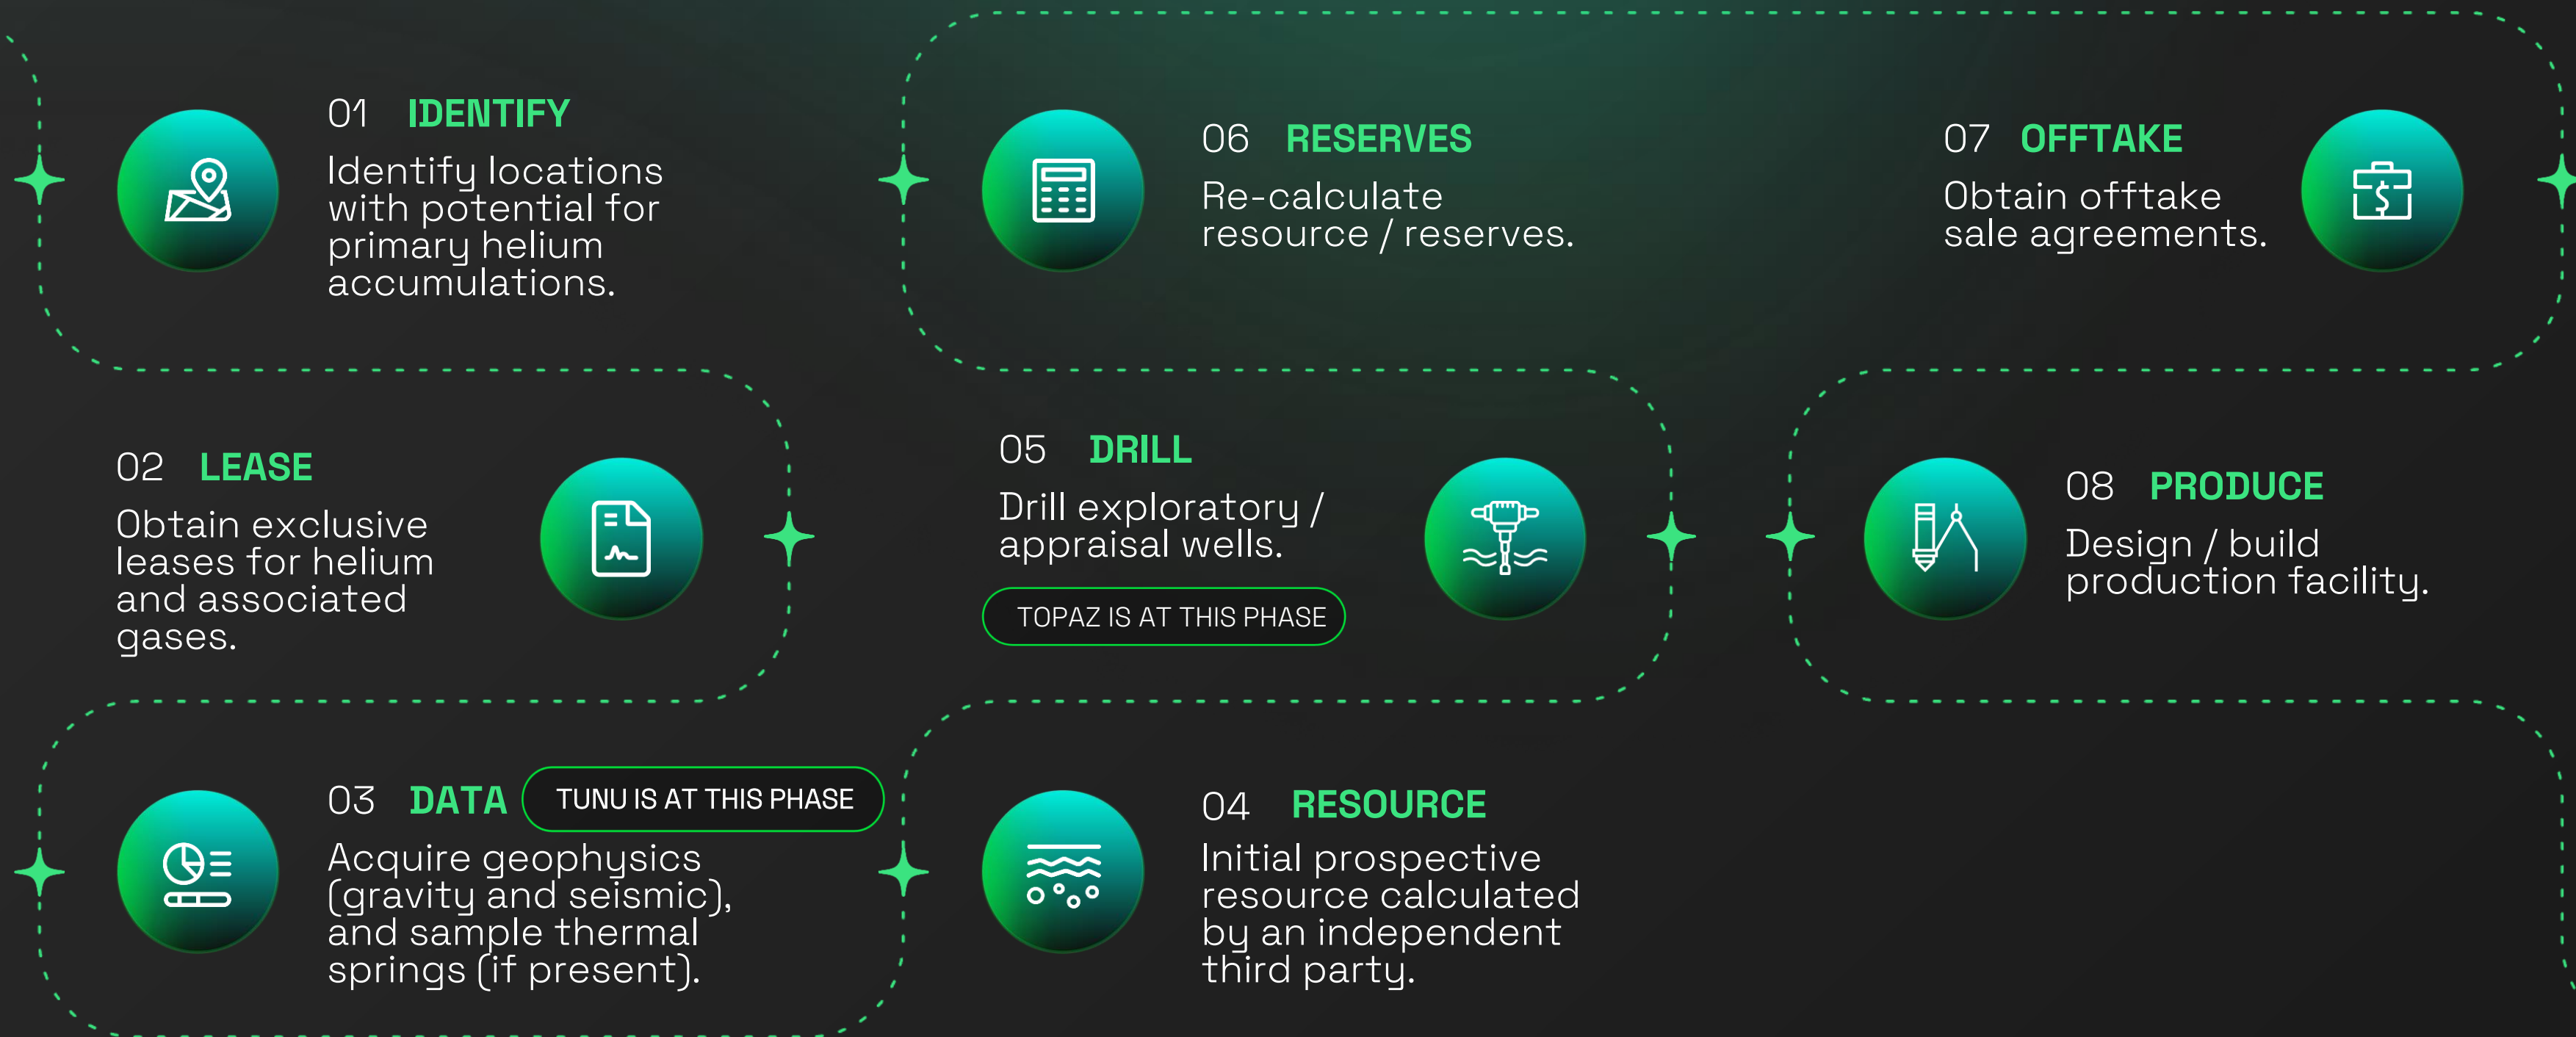 01 IDENTIFY
Identify locations
with potential for
primary helium
accumulations.
02 LEASE
Obtain exclusive
leases for helium
and associated
gases.
03 DATA
TUNU IS AT THIS PHASE
Acquire geophysics
(gravity and seismic),
and sample thermal
springs (if present).
04 RESOURCE
Initial prospective
resource calculated
by an independent
third party.
05 DRILL
Drill exploratory /
appraisal wells.
TOPAZ IS AT THIS PHASE
06 RESERVES
Re-calculate
resource / reserves.
07 OFFTAKE
Obtain offtake
sale agreements.
08 PRODUCE
Design / build
production facility.